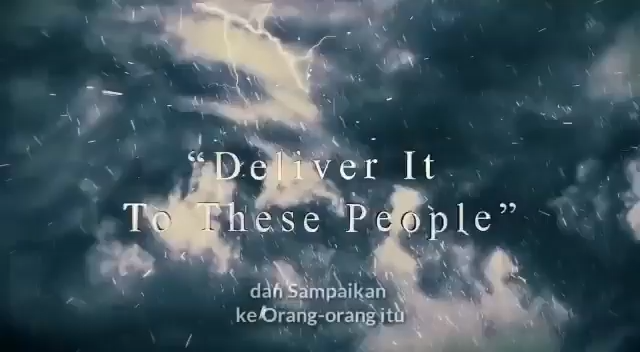 “Deliver It
To These People”
dan Sampaikan
ke Orang-orang itu